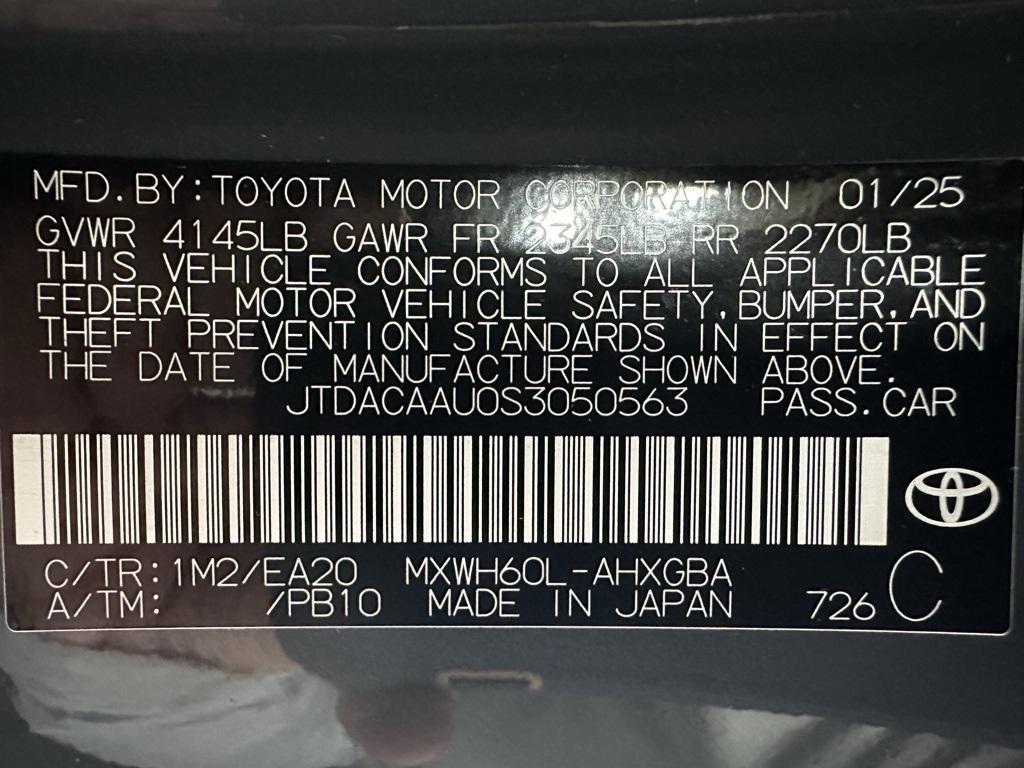 MFD. BY: TOYOTA MOTOR CORPORATION 01/25
GVWR 4145LB GAWR FR 2345LB RR 2270LB
THIS VEHICLE CONFORMS TO ALL APPLICABLE
FEDERAL MOTOR VEHICLE SAFETY, BUMPER, AND
THEFT PREVENTION STANDARDS IN EFFECT ON
THE DATE OF MANUFACTURE SHOWN ABOVE.
JTDACAAU0S3050563 PASS. CAR
C/TR: 1M2/EA20 MXWH60L-AHXGBA
A/TM: /PB10 MADE IN JAPAN 726 C